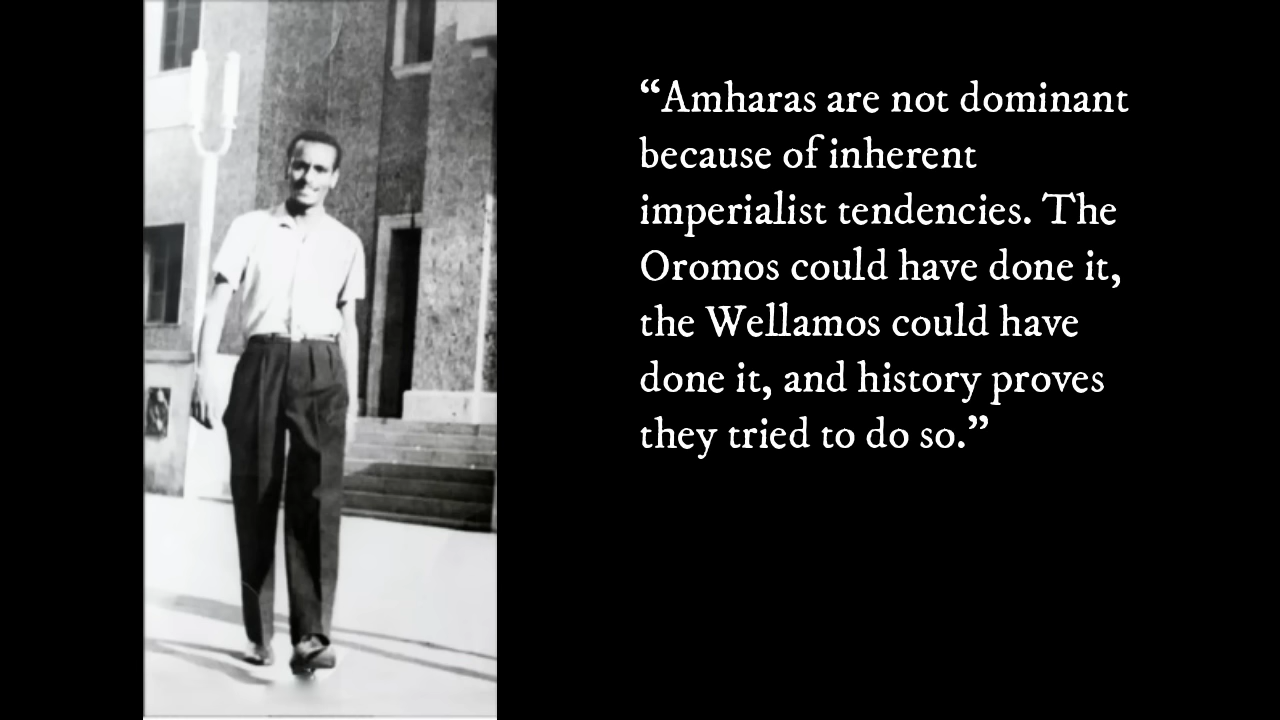 “Amharas are not dominant
because of inherent
imperialist tendencies. The
Oromos could have done it,
the Wellamos could have
done it, and history proves
they tried to do so.”